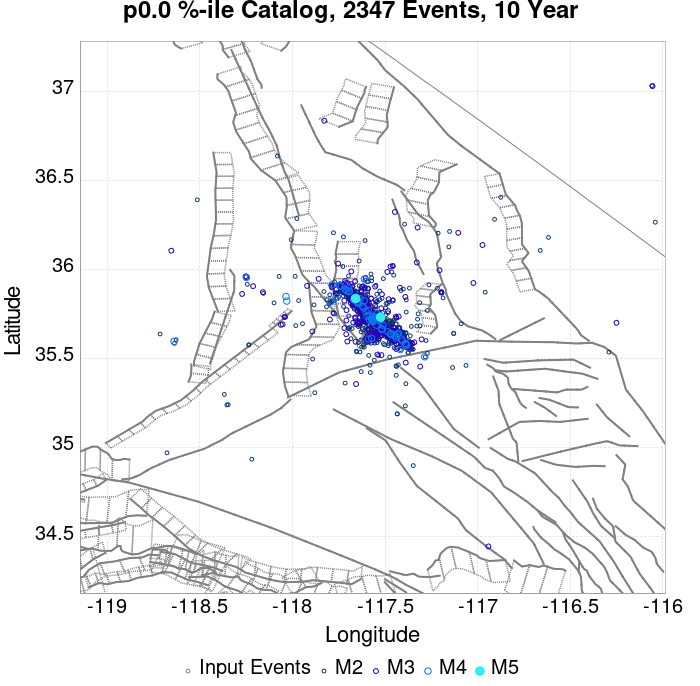 p0.0 %-ile Catalog, 2347 Events, 10 Year
37
36.5
36
35.5
35
34.5
Latitude
-119 -118.5 -118 -117.5 -117 -116.5 -116
Longitude
Input Events M2 M3 M4 M5